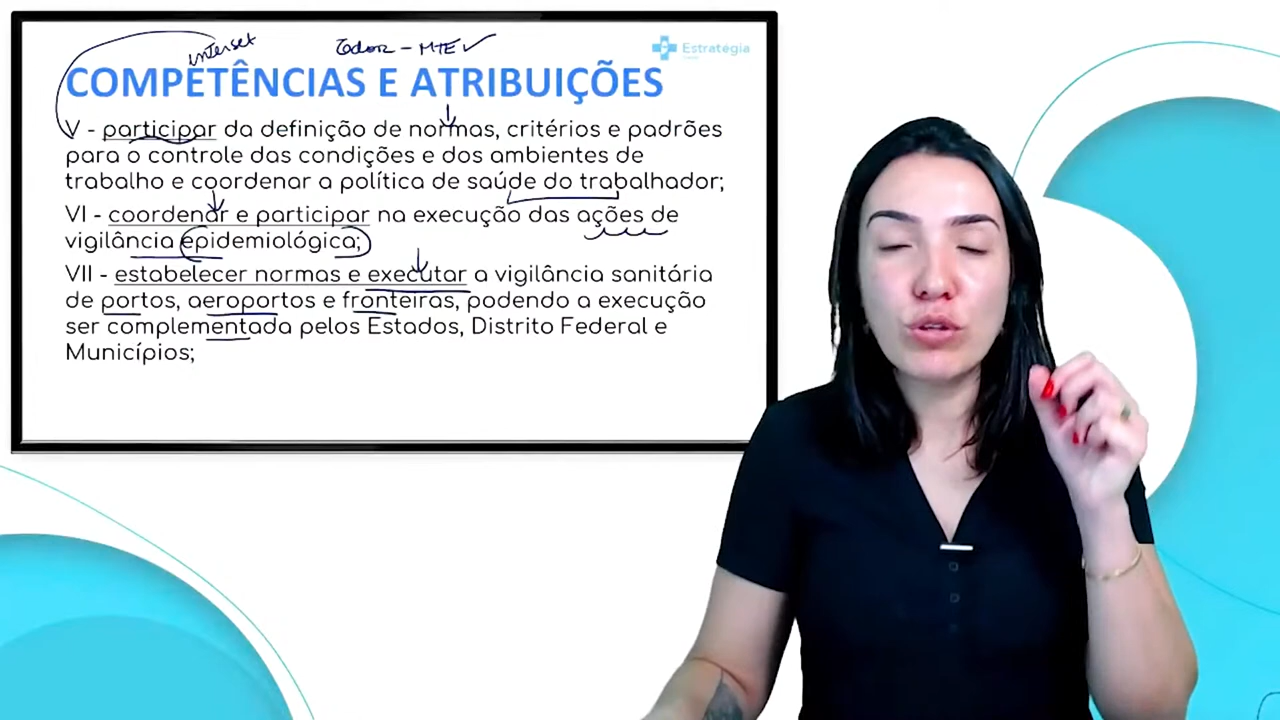 interset
MTE
Estratégia
COMPETÊNCIAS E ATRIBUIÇÕES
V - participar da definição de normas, critérios e padrões
para o controle das condições e dos ambientes de
trabalho e coordenar a política de saúde do trabalhador;
VI - coordenar e participar na execução das ações de
vigilância epidemiológica;
VII - estabelecer normas e executar a vigilância sanitária
de portos, aeroportos e fronteiras, podendo a execução
ser complementada pelos Estados, Distrito Federal e
Municípios;